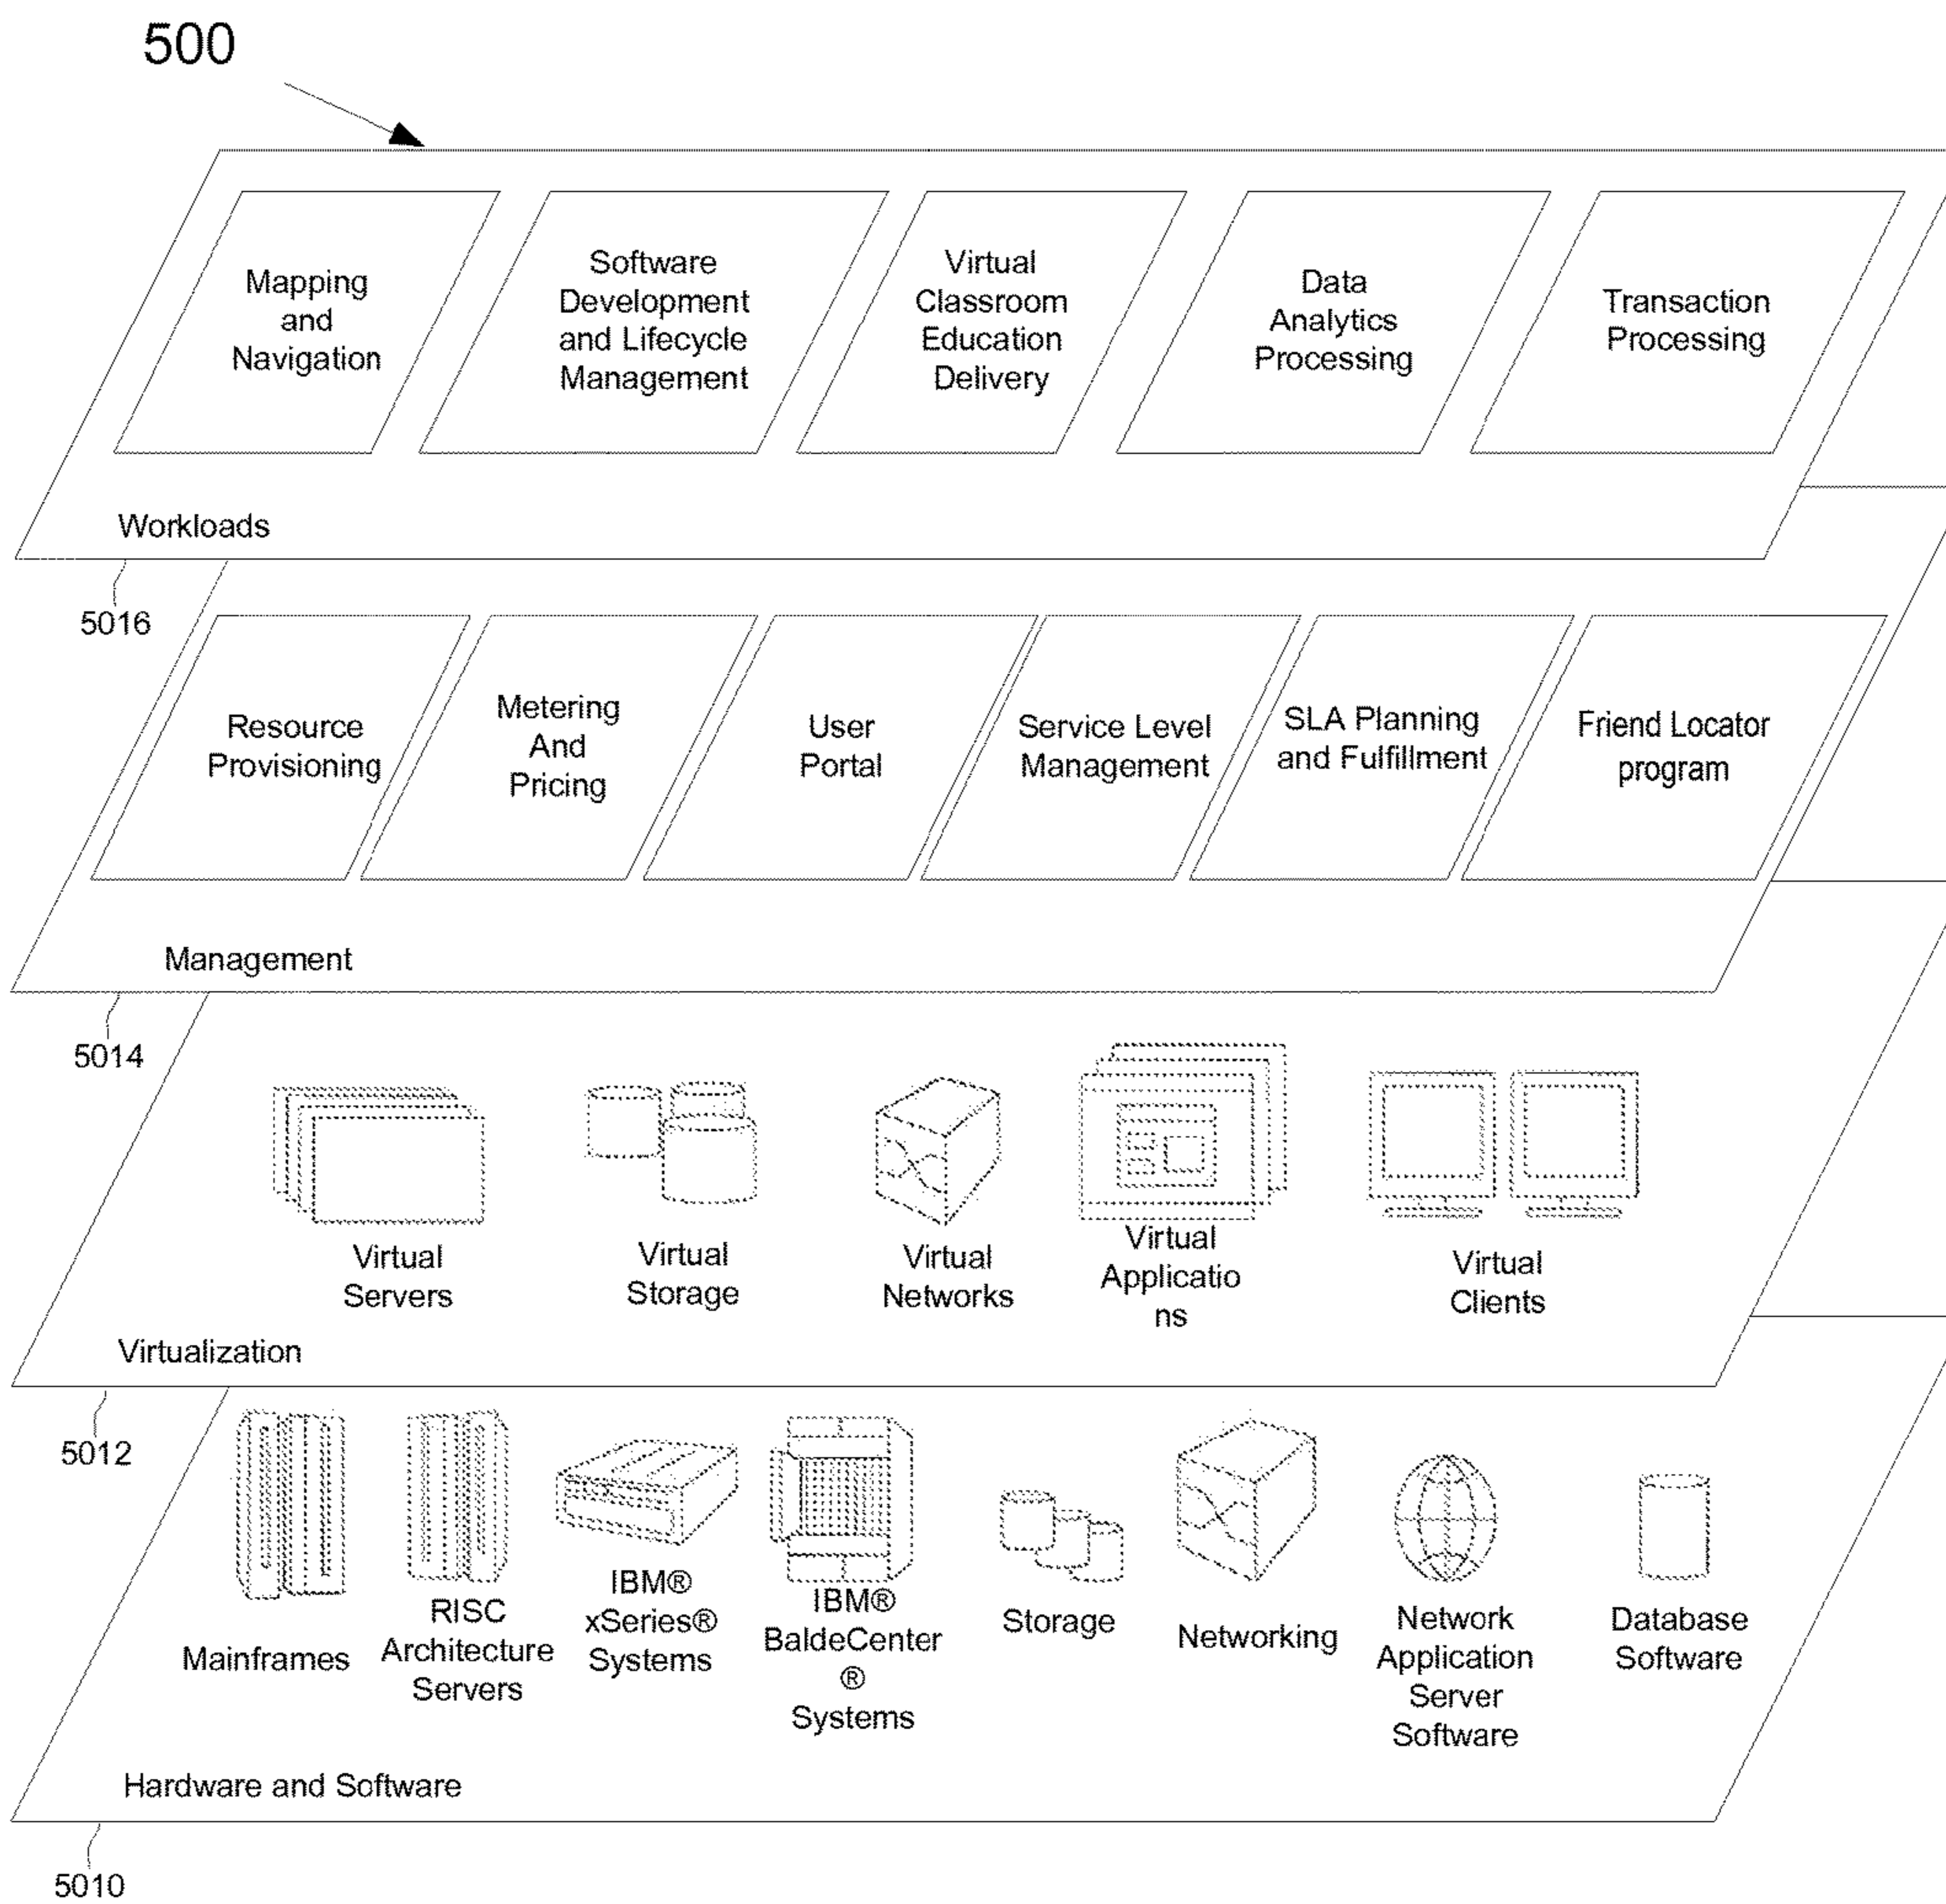 500
Mapping
and
Navigation
Software
Development
and Lifecycle
Management
Virtual
Classroom
Education
Delivery
Data
Analytics
Processing
Transaction
Processing
Workloads
5016
Resource
Provisioning
Metering
And
Pricing
User
Portal
Service Level
Management
SLA Planning
and Fulfillment
Friend Locator
program
Management
5014
Virtual
Servers
Virtual
Storage
Virtual
Networks
Virtual
Applicatio
ns
Virtual
Clients
Virtualization
5012
Mainframes
RISC
Architecture
Servers
IBM®
xSeries®
Systems
IBM®
BaldeCenter
®
Systems
Storage
Networking
Network
Application
Server
Software
Database
Software
Hardware and Software
5010